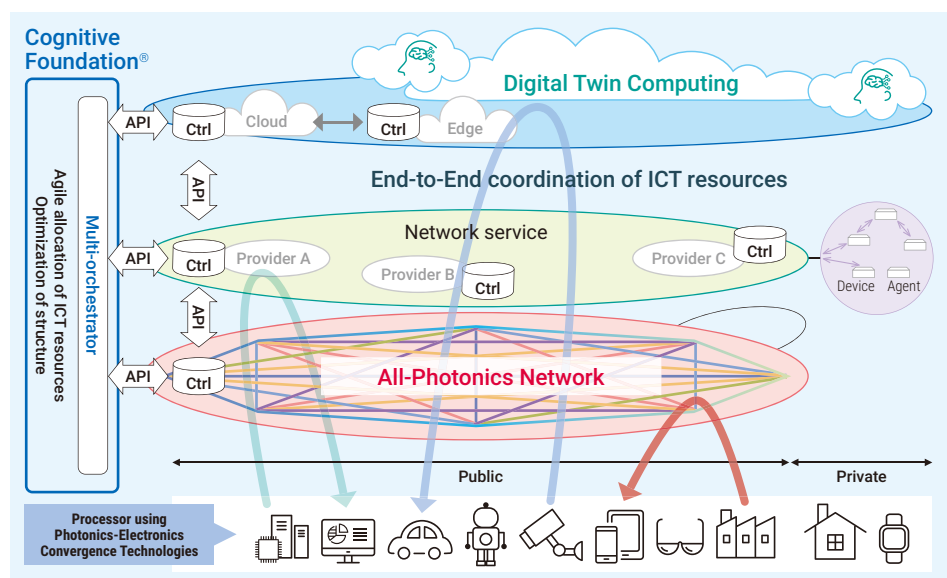 Cognitive
Foundation®
Digital Twin Computing
API
Ctrl
Cloud
Ctrl
Edge
API
End-to-End coordination of ICT resources
Multi-orchestrator
Agile allocation of ICT resources
Optimization of structure
Network service
API
Ctrl
Provider A
Provider B
Ctrl
Provider C
Ctrl
Device
Agent
API
API
Ctrl
All-Photonics Network
Public
Private
Processor using
Photonics-Electronics
Convergence Technologies